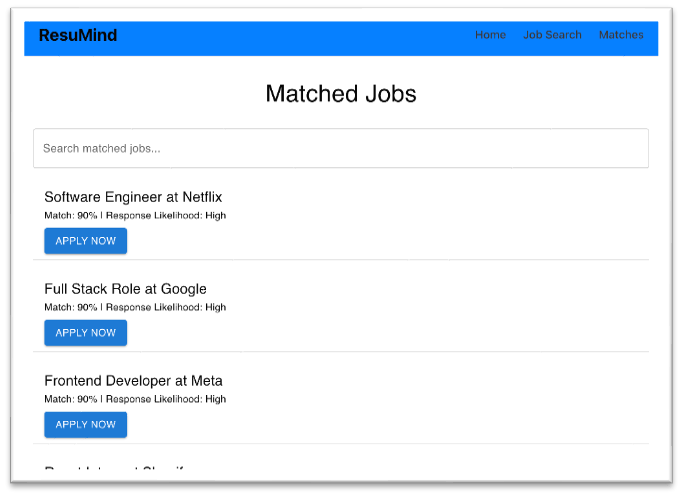 ResuMind Home Job Search Matches
Matched Jobs
Search matched jobs...
Software Engineer at Netflix
Match: 90% | Response Likelihood: High
APPLY NOW
Full Stack Role at Google
Match: 90% | Response Likelihood: High
APPLY NOW
Frontend Developer at Meta
Match: 90% | Response Likelihood: High
APPLY NOW